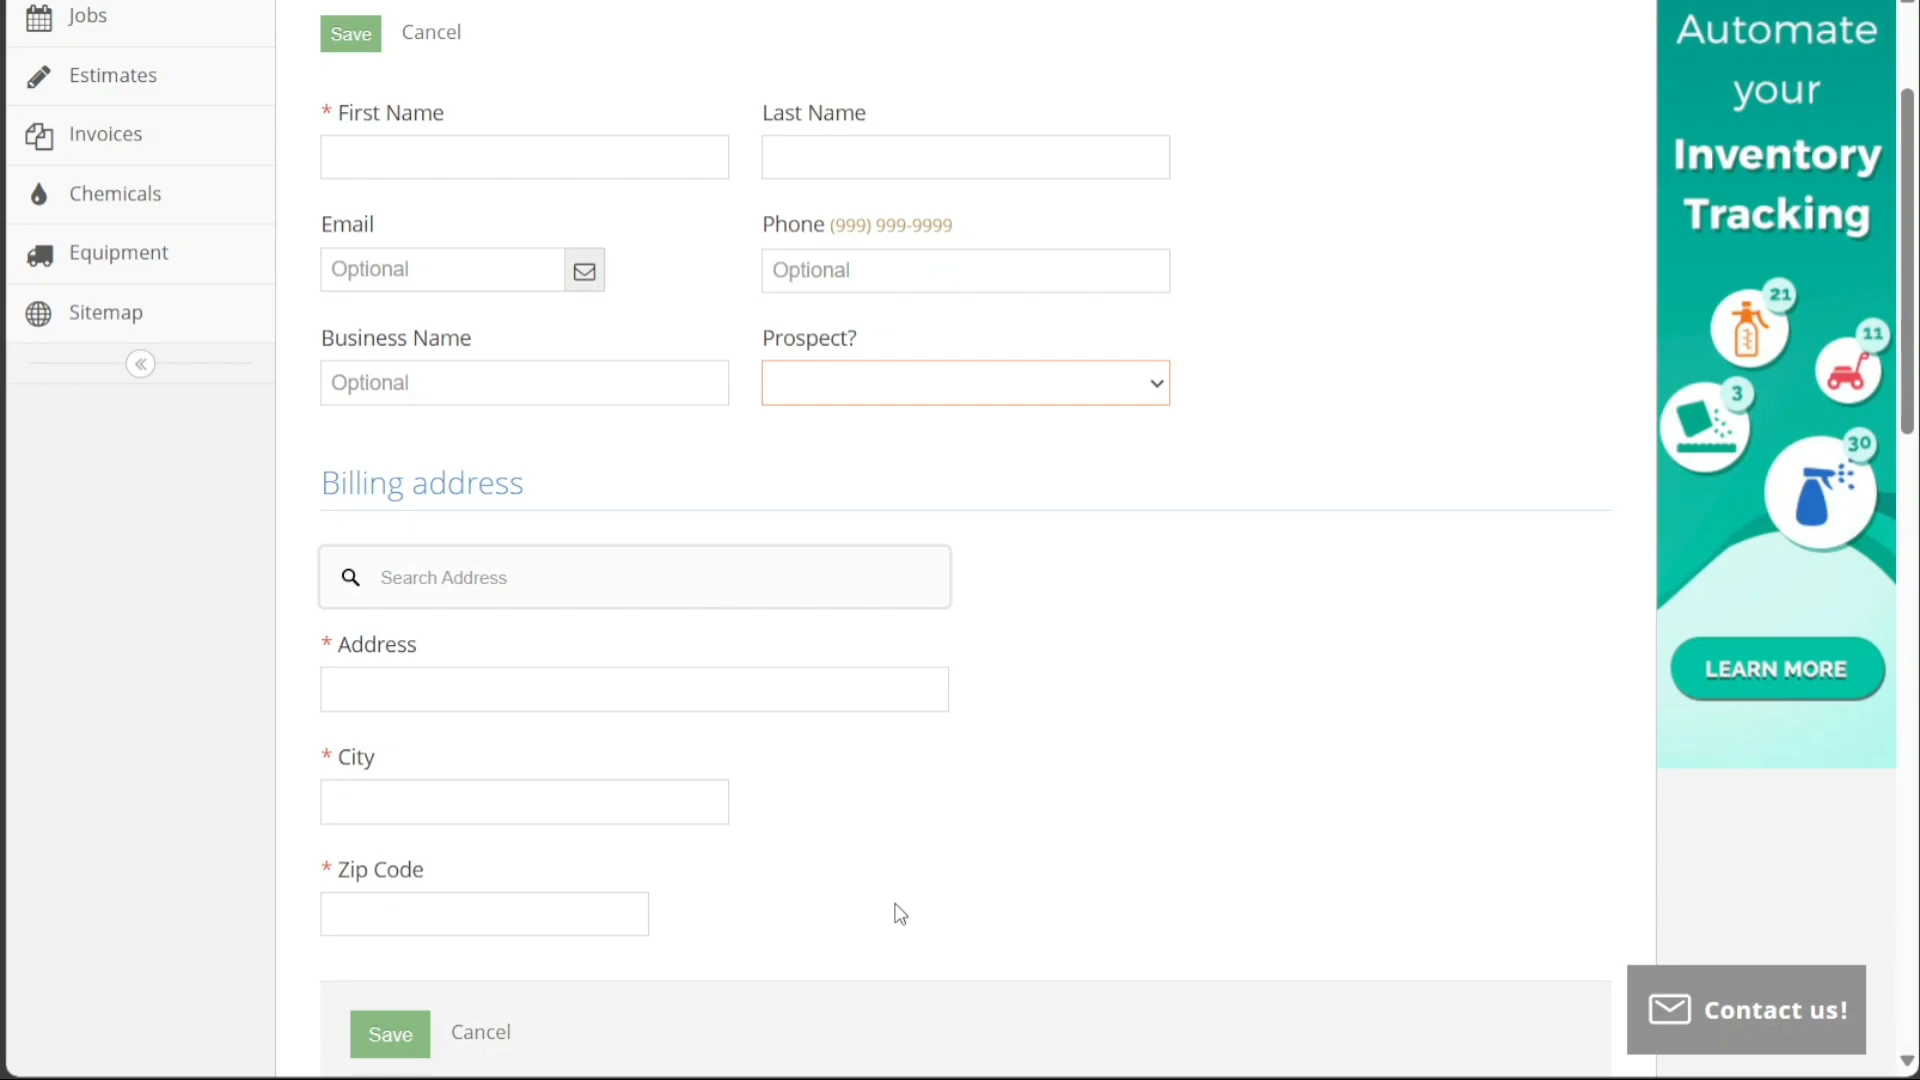 Jobs
Estimates
Invoices
Chemicals
Equipment
Sitemap
Save Cancel
* First Name
Last Name
Email
Optional
Phone (999) 999-9999
Optional
Business Name
Optional
Prospect?
Billing address
Search Address
* Address
* City
* Zip Code
Save Cancel
Automate
your
Inventory
Tracking
21
11
3
30
LEARN MORE
Contact us!